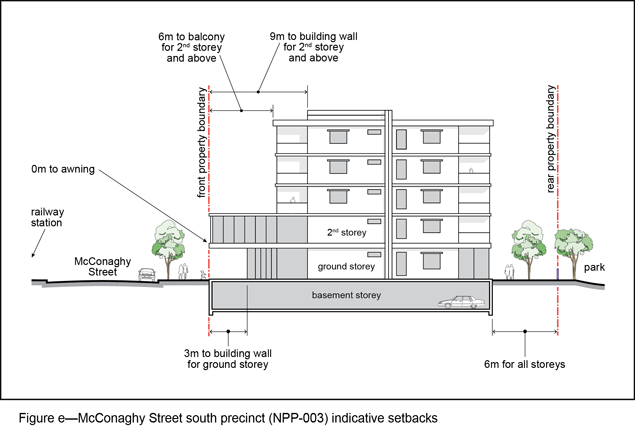 6m to balcony
for 2nd storey
and above
9m to building wall
for 2nd storey
and above
front property boundary
rear property boundary
0m to awning
railway
station
McConaghy
Street
2nd storey
ground storey
basement storey
park
3m to building wall
for ground storey
6m for all storeys
Figure e—McConaghy Street south precinct (NPP-003) indicative setbacks